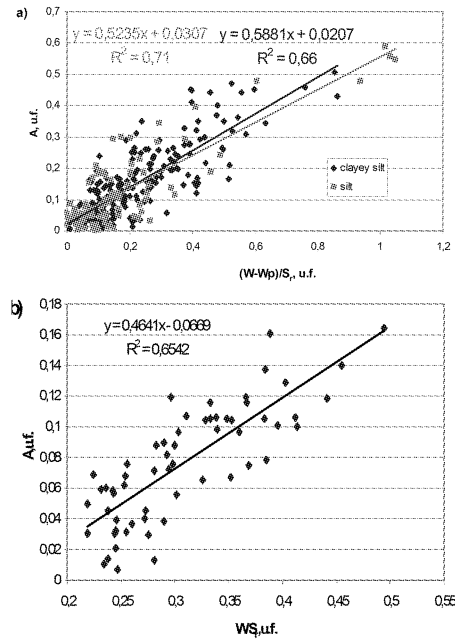 a)
y = 0,5235x + 0,0307 y = 0,5881x + 0,0207
R² = 0,71 R² = 0,66
A, u.f.
0,7
0,6
0,5
0,4
0,3
0,2
0,1
0
clayey silt
silt
0 0,2 0,4 0,6 0,8 1 1,2
(W-Wp)/Sᵣ, u.f.
b)
y = 0,4641x - 0,0669
R² = 0,6542
A, u.f.
0,18
0,16
0,14
0,12
0,1
0,08
0,06
0,04
0,02
0
0,2 0,25 0,3 0,35 0,4 0,45 0,5 0,55
u.f.